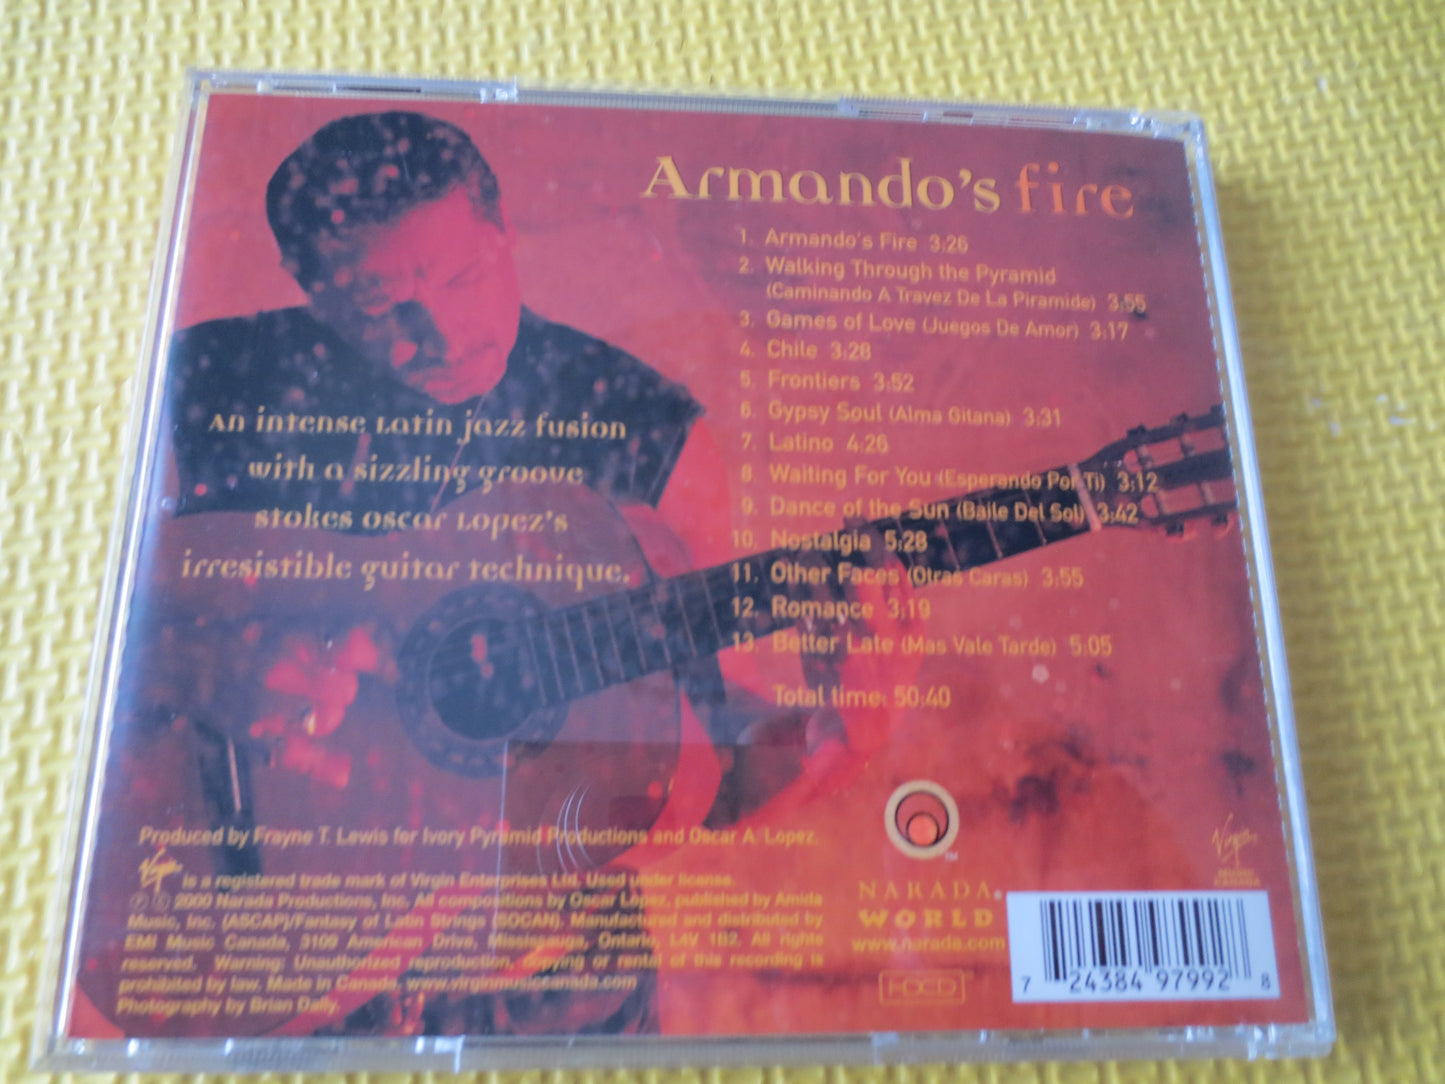 Armando's fire
1. Armando's Fire 3:26
2. Walking Through the Pyramid
(Caminando A Travez De La Piramide) 3:55
3. Games of Love (Juegos De Amor) 3:17
4. Chile 3:28
5. Frontiers 3:52
6. Gypsy Soul (Alma Gitana) 3:31
7. Latino 4:26
8. Waiting For You (Esperando Por Ti) 3:12
9. Dance of the Sun (Baile Del Sol) 3:42
10. Nostalgia 5:28
11. Other Faces (Otras Caras) 3:55
12. Romance 3:19
13. Better Late (Mas Vale Tarde) 5:05
Total time: 50:40
An intense Latin jazz fusion
with a sizzling groove
stokes Oscar Lopez's
irresistible guitar technique.
Produced by Frayne T. Lewis for Ivory Pyramid Productions and Oscar A. Lopez.
Virgin is a registered trade mark of Virgin Enterprises Ltd. Used under license.
℗ © 2000 Narada Productions, Inc. All compositions by Oscar Lopez, published by Amida
Music, Inc. (ASCAP)/Fantasy of Latin Strings (SOCAN). Manufactured and distributed by
EMI Music Canada, 3109 American Drive, Mississauga, Ontario, L4V 1B2. All rights
reserved. Warning: Unauthorized reproduction, copying or rental of this recording is
prohibited by law. Made in Canada. www.virginmusiccanada.com
Photography by Brian Dally.
™
NARADA.
WORLD
www.narada.com
HDCD
Virgin
MUSIC
CANADA
7 24384 97992 8